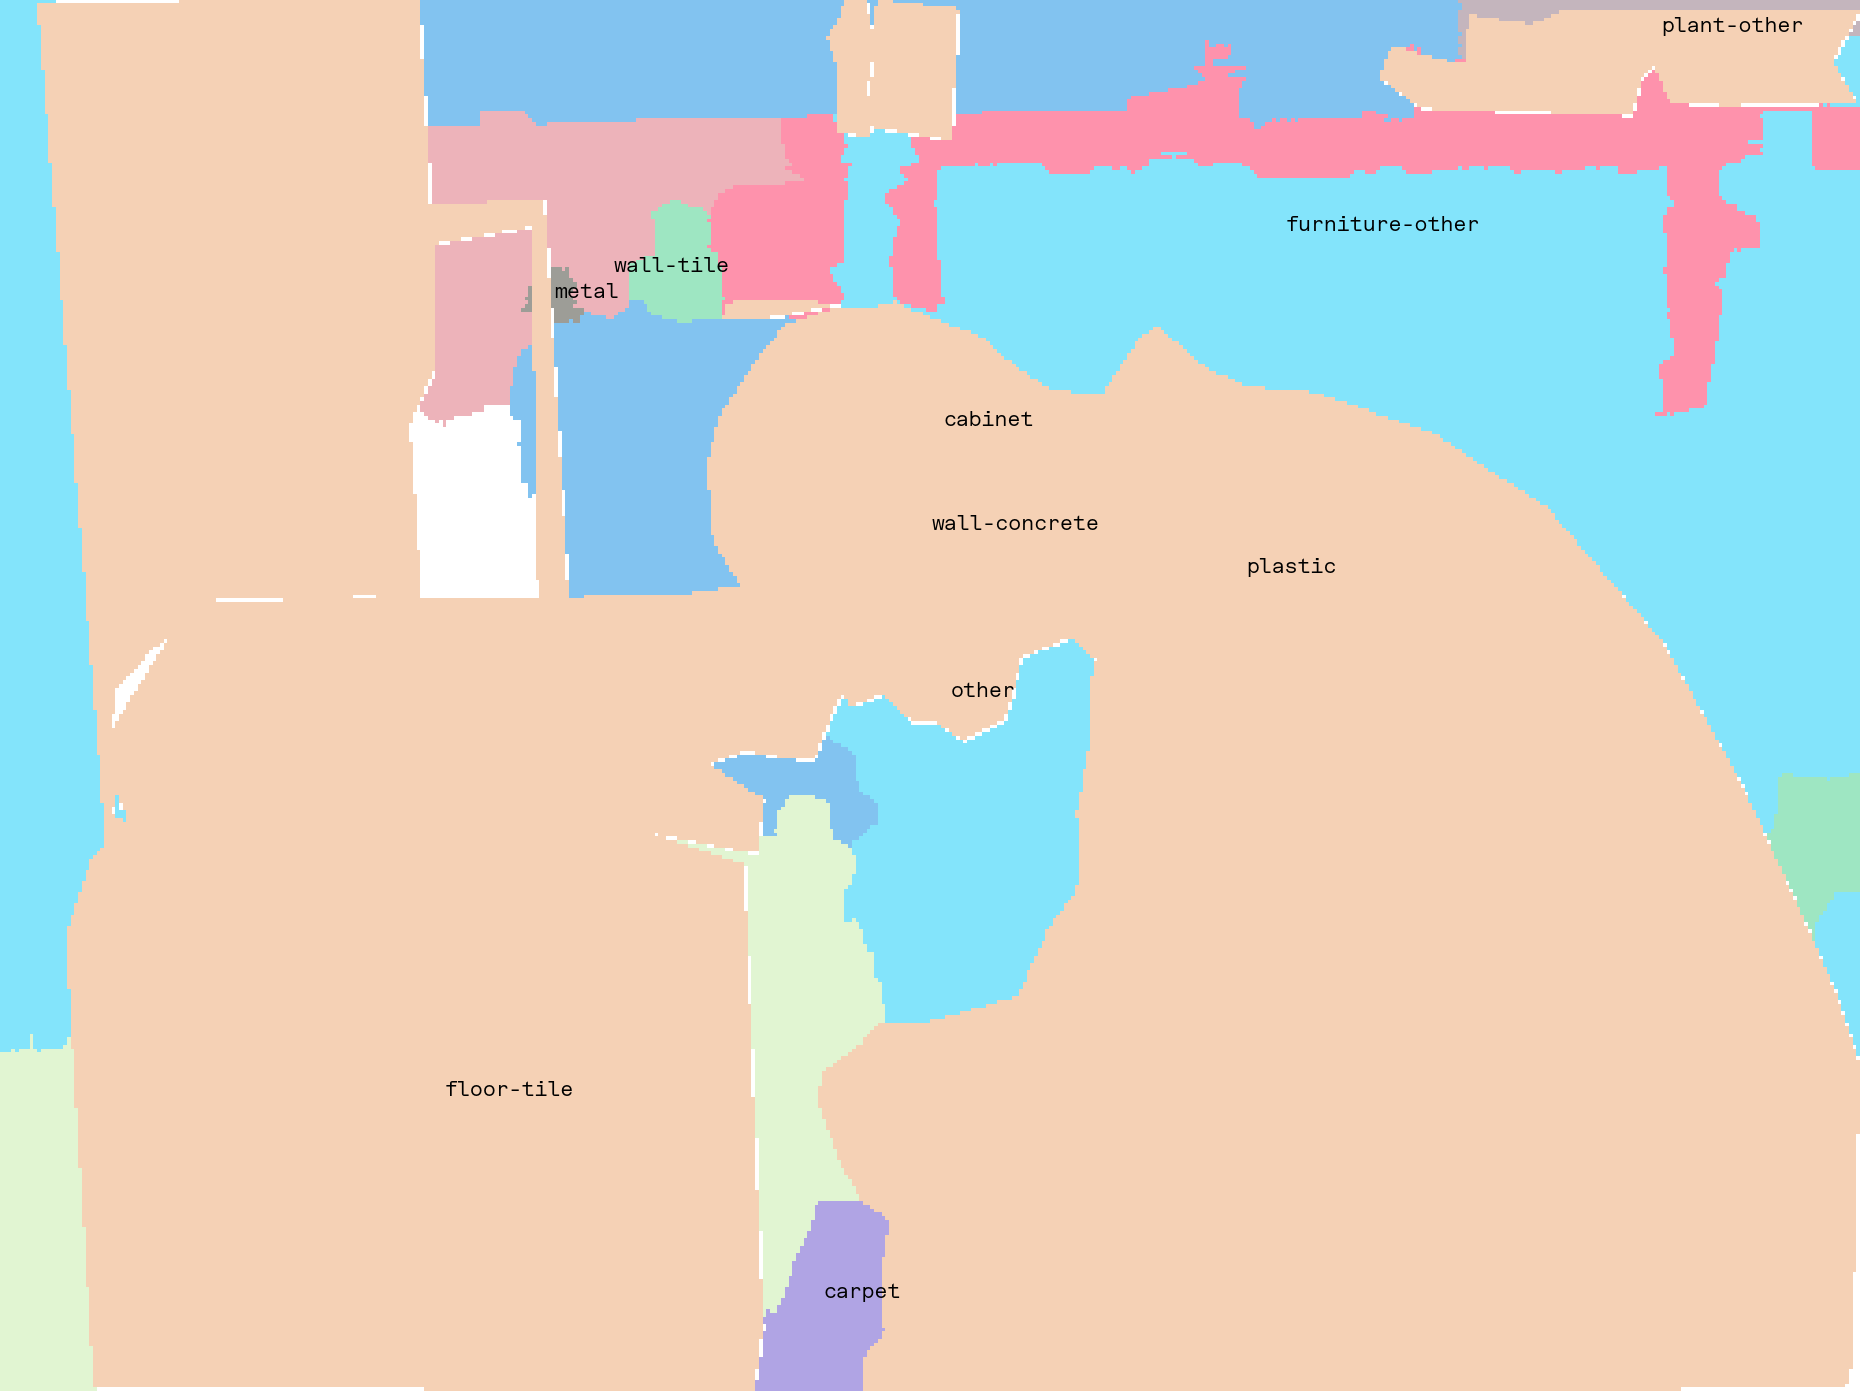 plant-other
furniture-other
wall-tile
metal
cabinet
wall-concrete
plastic
other
floor-tile
carpet